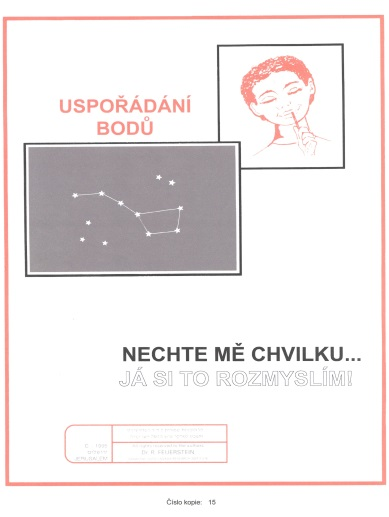 USPOŘÁDÁNÍ
BODŮ
NECHTE MĚ CHVILKU...
JÁ SI TO ROZMYSLÍM!
Dr. R. FEUERSTEIN
Číslo kopie: 15